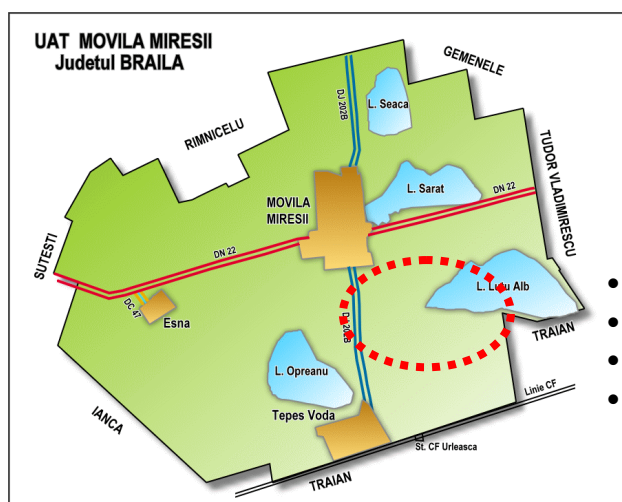 UAT MOVILA MIRESII
Judetul BRAILA
GEMENELE
L. Seaca
DJ 202B
RIMNICELU
TUDOR VLADIMIRESCU
L. Sarat
DN 22
MOVILA
MIRESII
DN 22
SUTESTI
L. Lutu Alb
DC 47
Esna
DJ 202B
TRAIAN
L. Opreanu
Linie CF
IANCA
Tepes Voda
St. CF Urleasca
TRAIAN